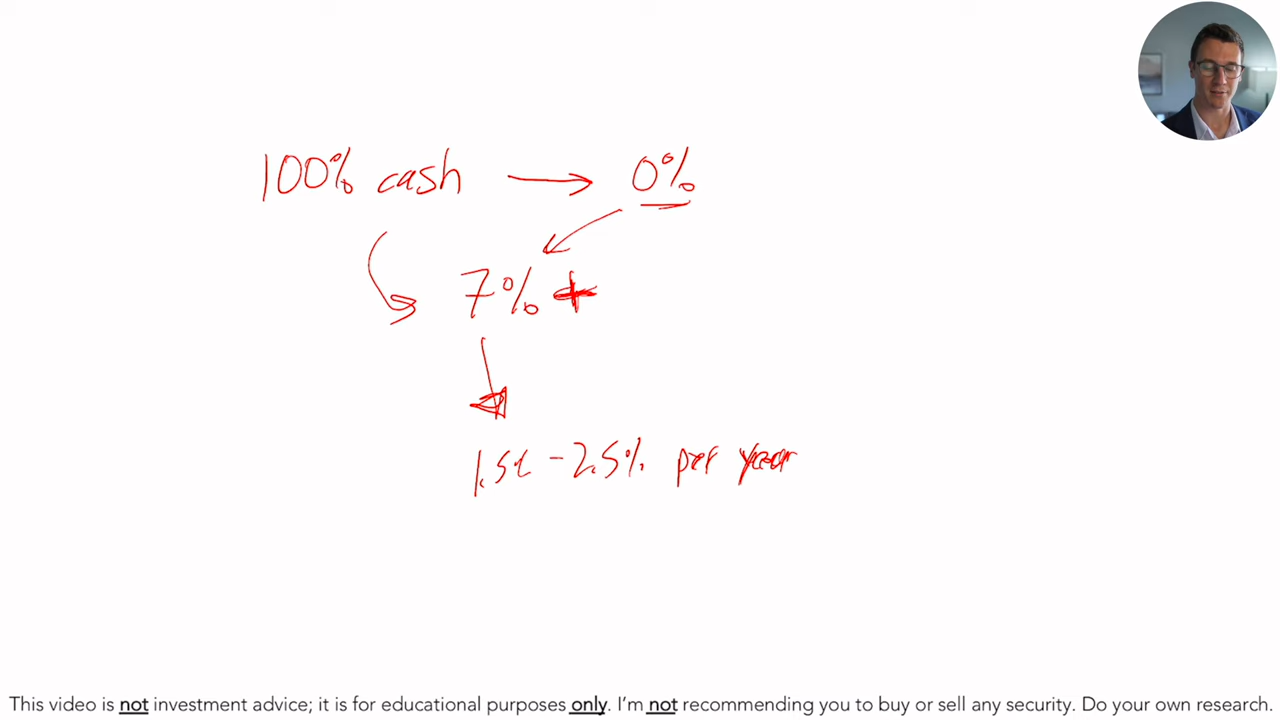 100% cash → 0%
7% +
1.5% - 2.5% per year
This video is not investment advice; it is for educational purposes only. I'm not recommending you to buy or sell any security. Do your own research.